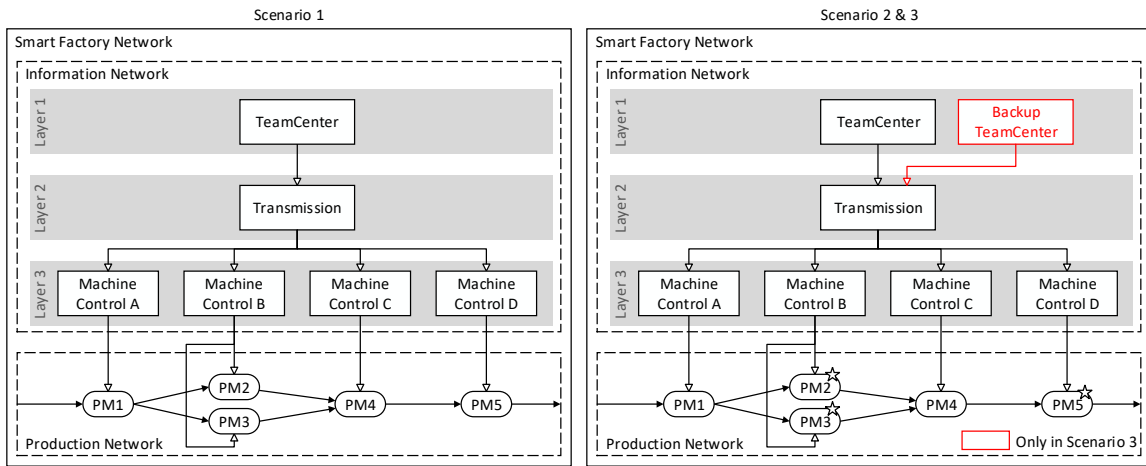 Scenario 1
Smart Factory Network
Information Network
Layer 1
TeamCenter
Layer 2
Transmission
Layer 3
Machine
Control A
Machine
Control B
Machine
Control C
Machine
Control D
PM1
PM2
PM3
PM4
PM5
Production Network
Scenario 2 & 3
Smart Factory Network
Information Network
Layer 1
TeamCenter
Backup
TeamCenter
Layer 2
Transmission
Layer 3
Machine
Control A
Machine
Control B
Machine
Control C
Machine
Control D
PM1
PM2
PM3
PM4
PM5
Production Network
Only in Scenario 3